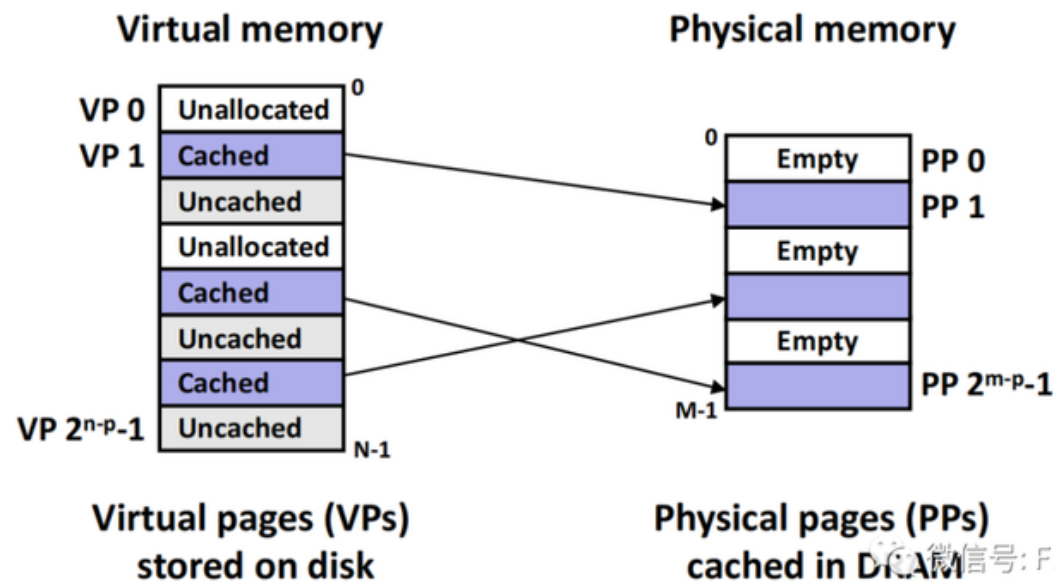 Virtual memory
Physical memory
0
VP 0
Unallocated
VP 1
Cached
Uncached
Unallocated
Cached
Uncached
Cached
VP 2ⁿ⁻ᵖ-1
Uncached
N-1
0
Empty
PP 0
PP 1
Empty
Empty
PP 2ᵐ⁻ᵖ-1
M-1
Virtual pages (VPs)
stored on disk
Physical pages (PPs)
cached in DRAM
微信号: F